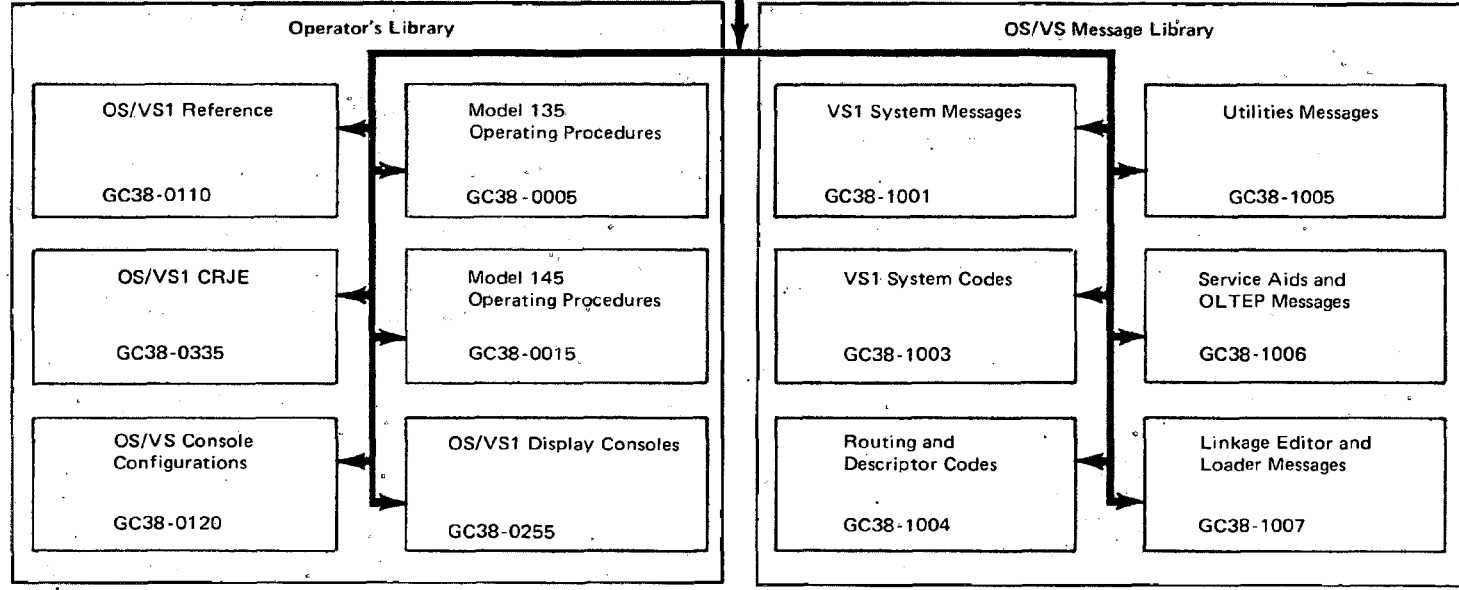 Operator's Library
OS/VS1 Reference
GC38-0110
Model 135
Operating Procedures
GC38-0005
OS/VS1 CRJE
GC38-0335
Model 145
Operating Procedures
GC38-0015
OS/VS Console
Configurations
GC38-0120
OS/VS1 Display Consoles
GC38-0255
OS/VS Message Library
VS1 System Messages
GC38-1001
Utilities Messages
GC38-1005
VS1 System Codes
GC38-1003
Service Aids and
OLTEP Messages
GC38-1006
Routing and
Descriptor Codes
GC38-1004
Linkage Editor and
Loader Messages
GC38-1007